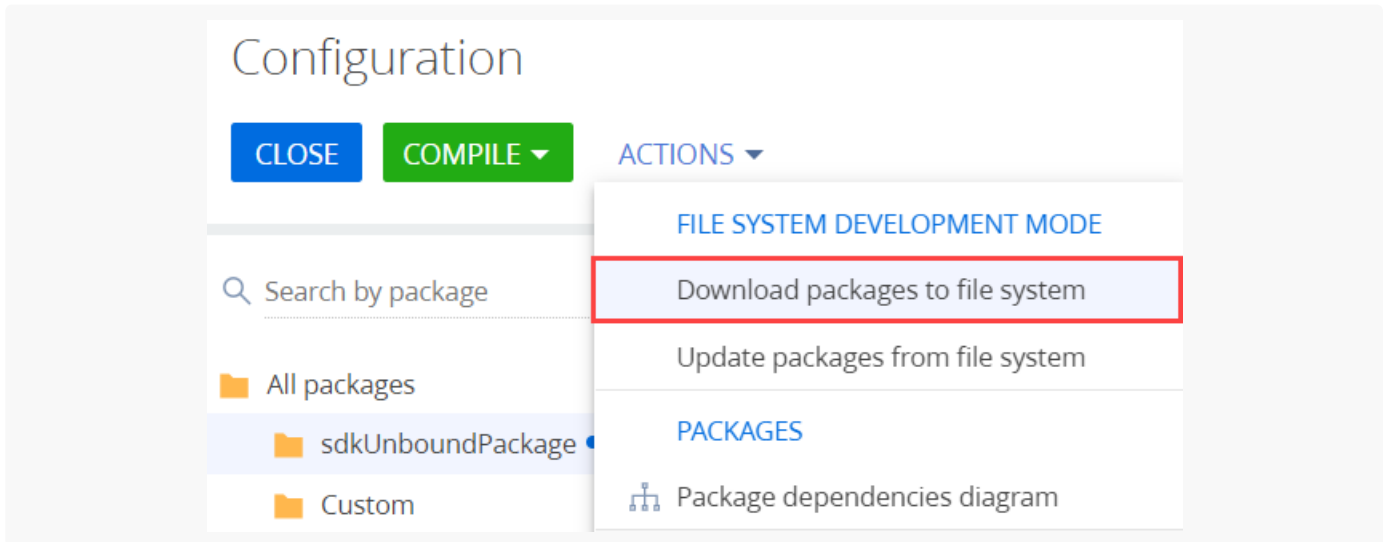 Configuration
CLOSE COMPILE ACTIONS
FILE SYSTEM DEVELOPMENT MODE
Search by package
Download packages to file system
Update packages from file system
All packages
PACKAGES
sdkUnboundPackage
Custom
Package dependencies diagram